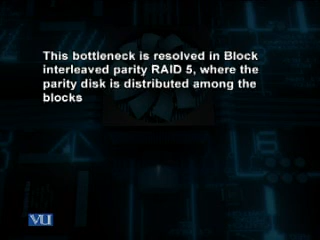 This bottleneck is resolved in Block
interleaved parity RAID 5, where the
parity disk is distributed among the
blocks
VU